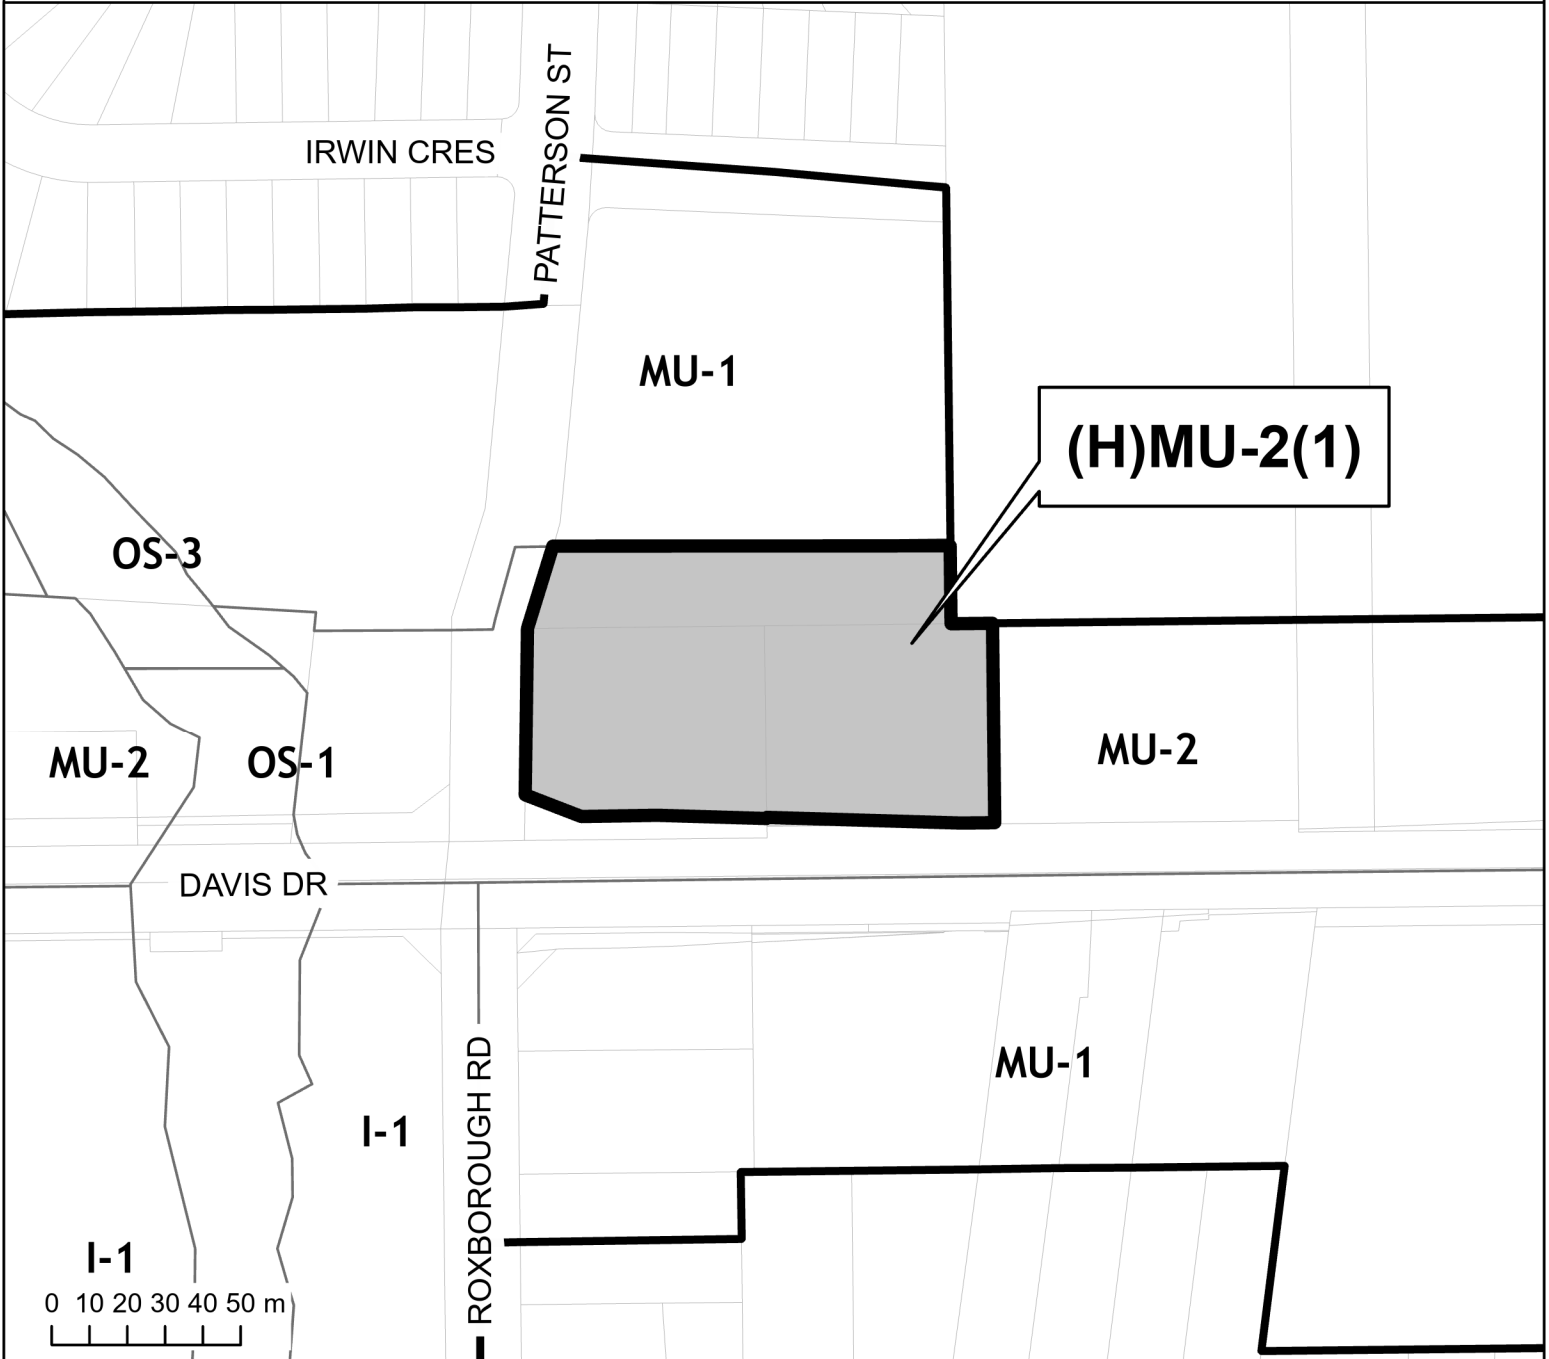 PATTERSON ST
IRWIN CRES
MU-1
(H)MU-2(1)
OS-3
MU-2
OS-1
MU-2
DAVIS DR
MU-1
ROXBOROUGH RD
I-1
I-1
0 10 20 30 40 50 m